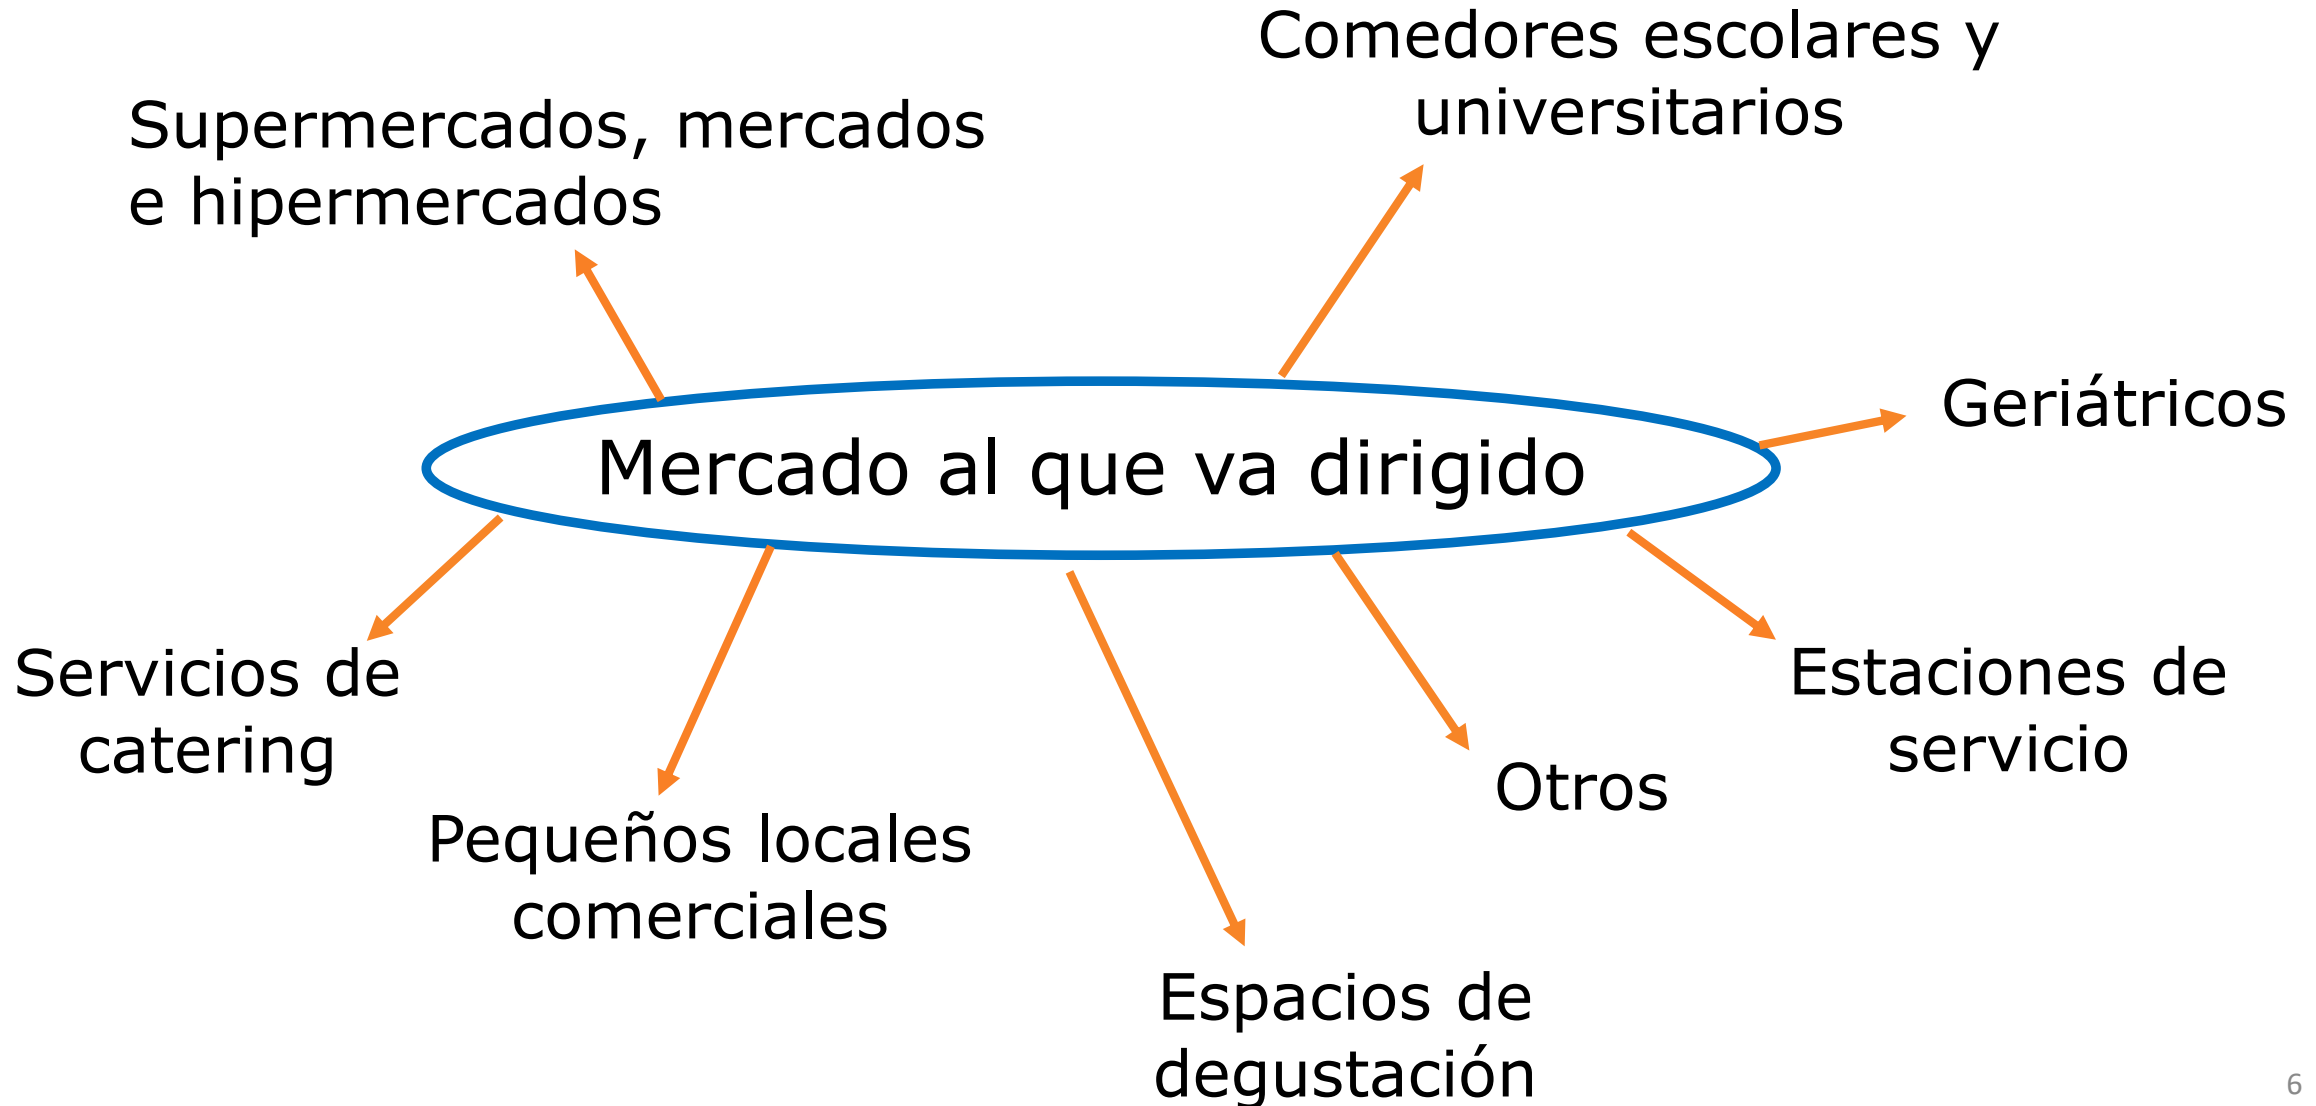 Comedores escolares y
universitarios
Supermercados, mercados
e hipermercados
Geriátricos
Mercado al que va dirigido
Servicios de
catering
Estaciones de
servicio
Otros
Pequeños locales
comerciales
Espacios de
degustación
6